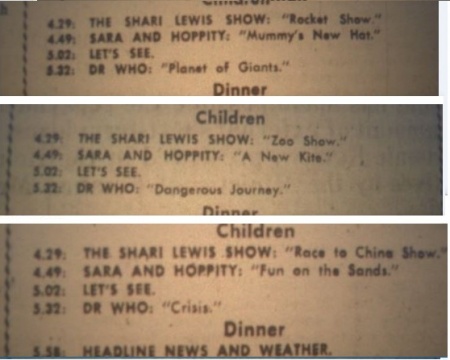 Children
4.29: THE SHARI LEWIS SHOW: "Rocket Show."
4.49: SARA AND HOPPITY: "Mummy's New Hat."
5.02: LET'S SEE.
5.32: DR WHO: "Planet of Giants."
Dinner
Children
4.29: THE SHARI LEWIS SHOW: "Zoo Show."
4.49: SARA AND HOPPITY: "A New Kite."
5.02: LET'S SEE.
5.32: DR WHO: "Dangerous Journey."
Dinner
Children
4.29: THE SHARI LEWIS SHOW: "Race to China Show."
4.49: SARA AND HOPPITY: "Fun on the Sands."
5.02: LET'S SEE.
5.32: DR WHO: "Crisis."
Dinner
5.58: HEADLINE NEWS AND WEATHER.